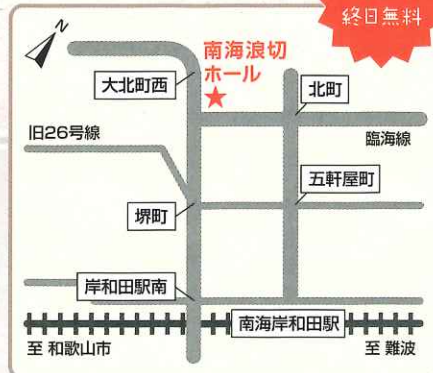 終日無料
N
南海浪切
ホール
大北町西
北町
旧26号線
臨海線
五軒屋町
堺町
岸和田駅南
南海岸和田駅
至 和歌山市
至 難波